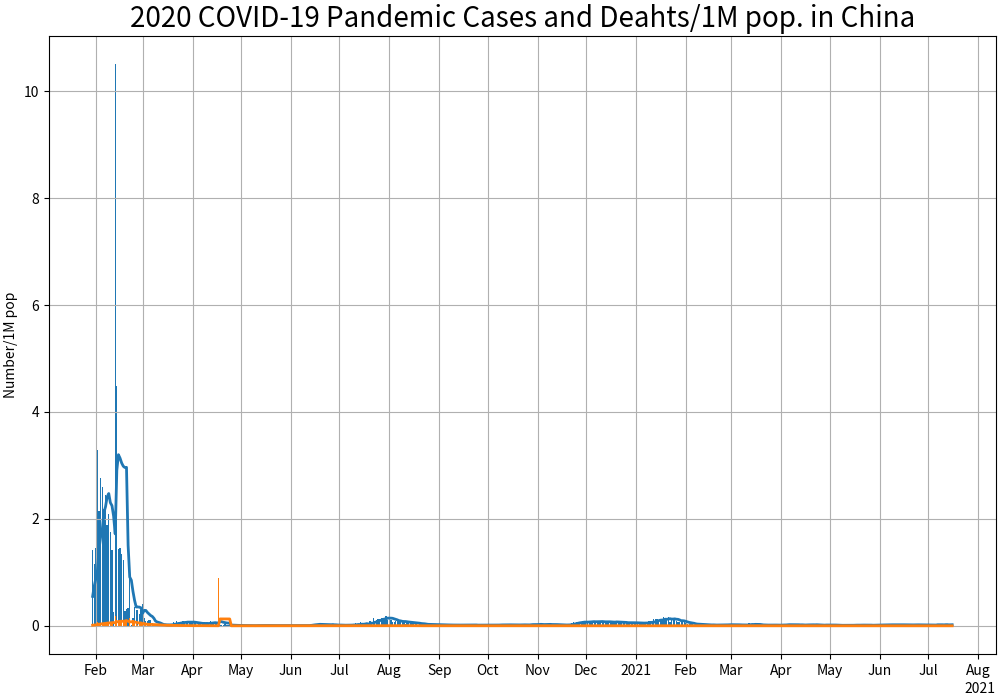 2020 COVID-19 Pandemic Cases and Deahts/1M pop. in China
Number/1M pop
10
8
6
4
2
0
Feb Mar Apr May Jun Jul Aug Sep Oct Nov Dec 2021 Feb Mar Apr May Jun Jul Aug
2021